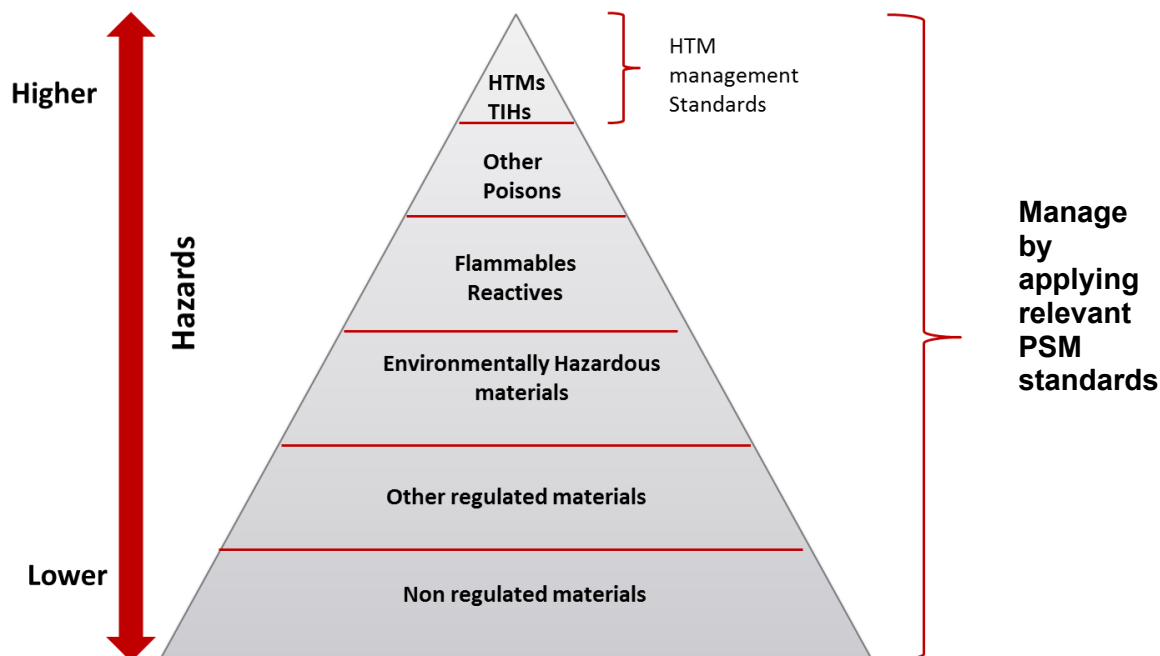 Higher
Hazards
Lower
HTMs
TIHs
Other
Poisons
Flammables
Reactives
Environmentally Hazardous
materials
Other regulated materials
Non regulated materials
HTM
management
Standards
Manage
by
applying
relevant
PSM
standards